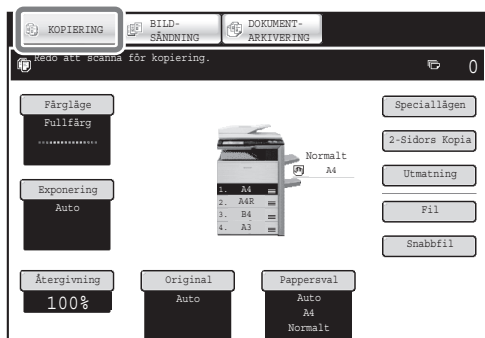 KOPIERING
BILD-
SÄNDNING
DOKUMENT-
ARKIVERING
Redo att scanna för kopiering.
0
Färgläge
Fullfärg
Exponering
Auto
Återgivning
100%
Original
Auto
Pappersval
Auto
A4
Normalt
Normalt
A4
1. A4
2. A4R
3. B4
4. A3
Speciallägen
2-Sidors Kopia
Utmatning
Fil
Snabbfil